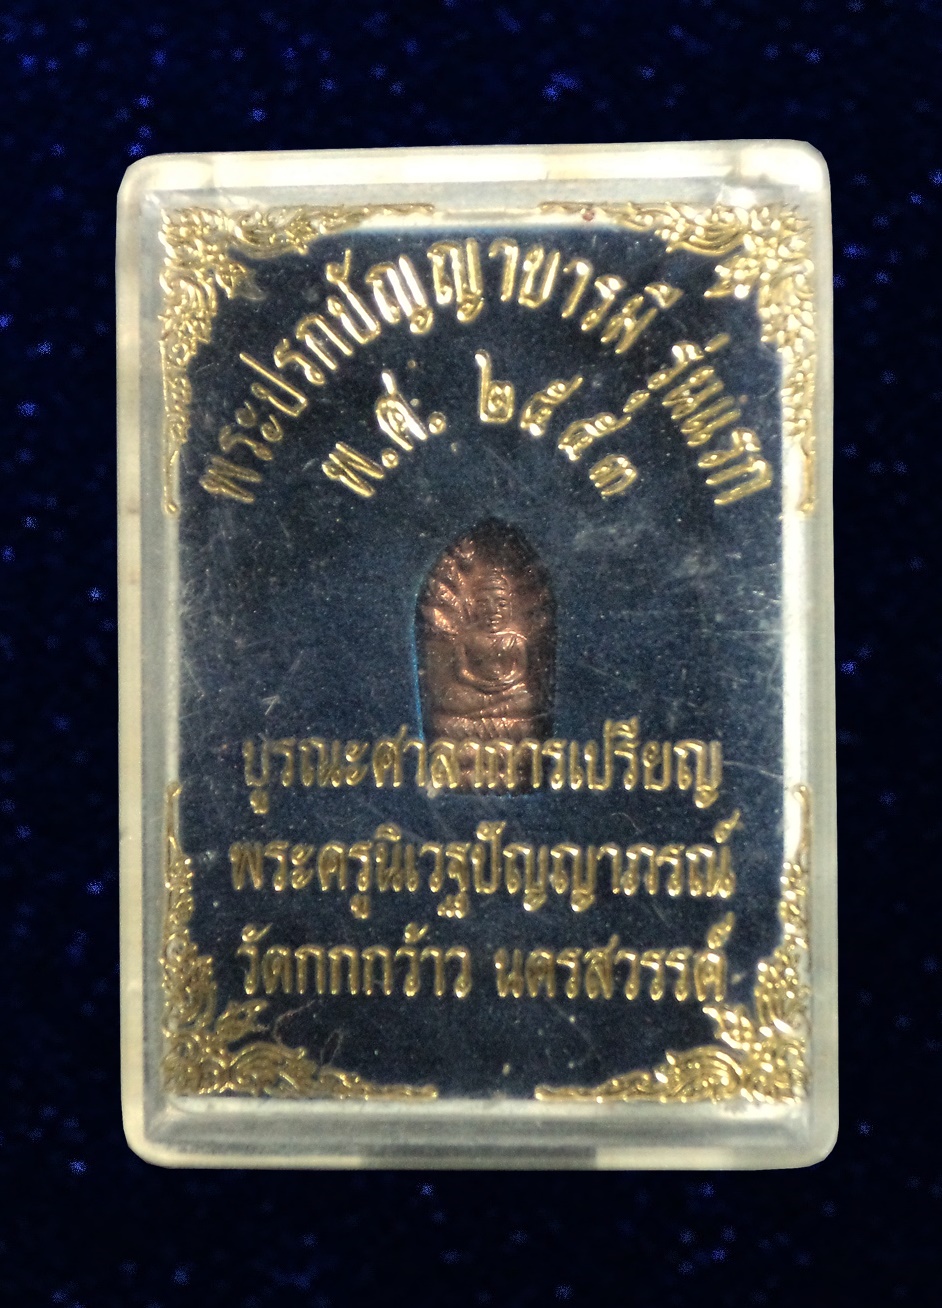 พระปรกปัญญาบารมี รุ่นแรก
พ.ศ. ๒๕๕๓
บูรณะศาลาการเปรียญ
พระครูนิเวฐปัญญาภรณ์
วัดกกกว้าว นครสวรรค์